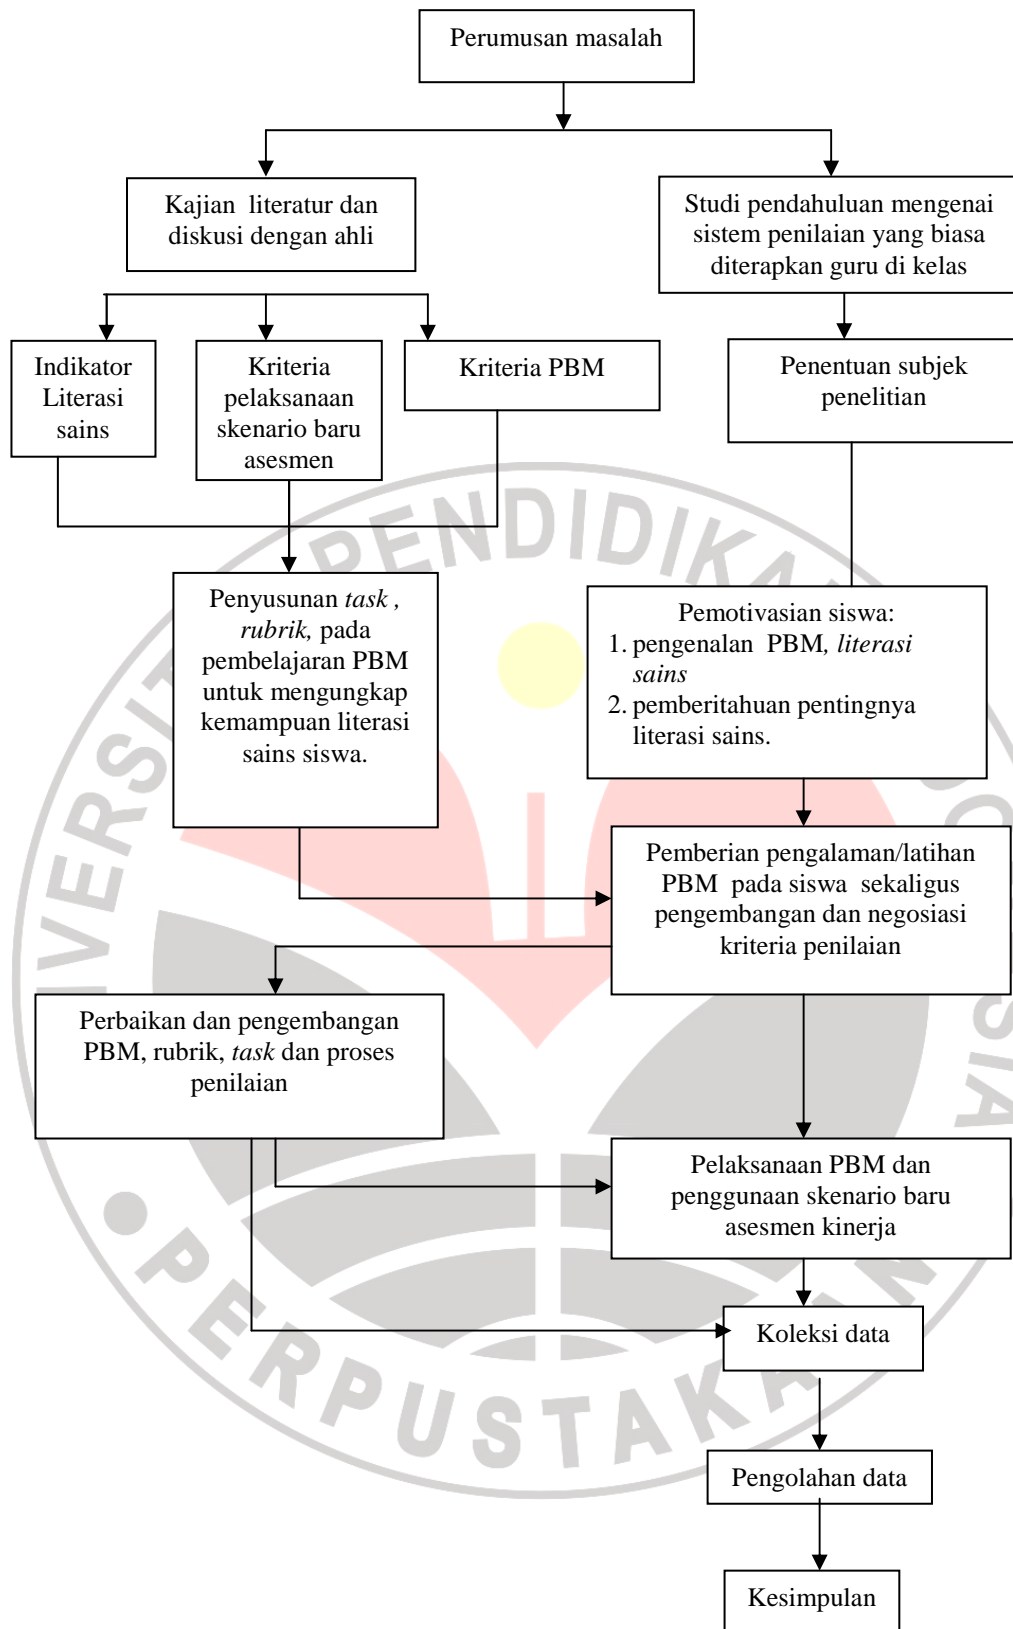 Perumusan masalah
Kajian literatur dan
diskusi dengan ahli
Studi pendahuluan mengenai
sistem penilaian yang biasa
diterapkan guru di kelas
Indikator
Literasi
sains
Kriteria
pelaksanaan
skenario baru
asesmen
Kriteria PBM
Penentuan subjek
penelitian
Penyusunan task ,
rubrik, pada
pembelajaran PBM
untuk mengungkap
kemampuan literasi
sains siswa.
Pemotivasian siswa:
1. pengenalan PBM, literasi
sains
2. pemberitahuan pentingnya
literasi sains.
Pemberian pengalaman/latihan
PBM pada siswa sekaligus
pengembangan dan negosiasi
kriteria penilaian
Perbaikan dan pengembangan
PBM, rubrik, task dan proses
penilaian
Pelaksanaan PBM dan
penggunaan skenario baru
asesmen kinerja
Koleksi data
Pengolahan data
Kesimpulan
PERPUSTAKAAN